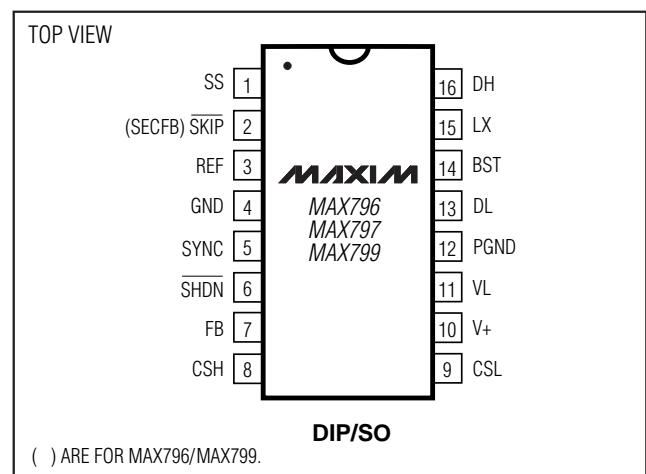 TOP VIEW
SS 1
(SECFB) SKIP 2
REF 3
GND 4
SYNC 5
SHDN 6
FB 7
CSH 8
MAXIM
MAX796
MAX797
MAX799
16 DH
15 LX
14 BST
13 DL
12 PGND
11 VL
10 V+
9 CSL
DIP/SO
( ) ARE FOR MAX796/MAX799.